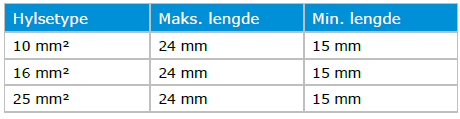 Hylsetype Maks. lengde Min. lengde
10 mm² 24 mm 15 mm
16 mm² 24 mm 15 mm
25 mm² 24 mm 15 mm